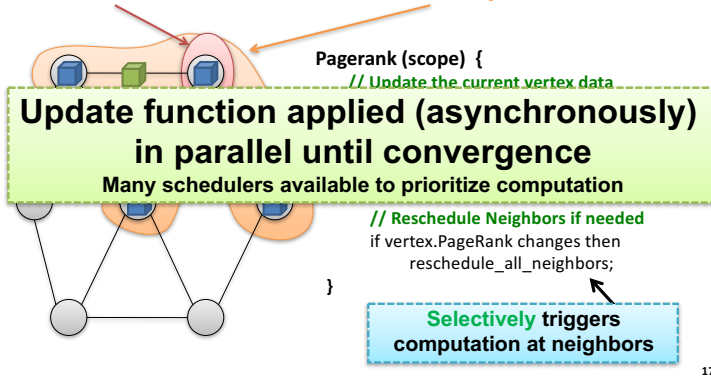 Pagerank (scope) {
// Update the current vertex data
Update function applied (asynchronously)
in parallel until convergence
Many schedulers available to prioritize computation
// Reschedule Neighbors if needed
if vertex.PageRank changes then
reschedule_all_neighbors;
}
Selectively triggers
computation at neighbors
17